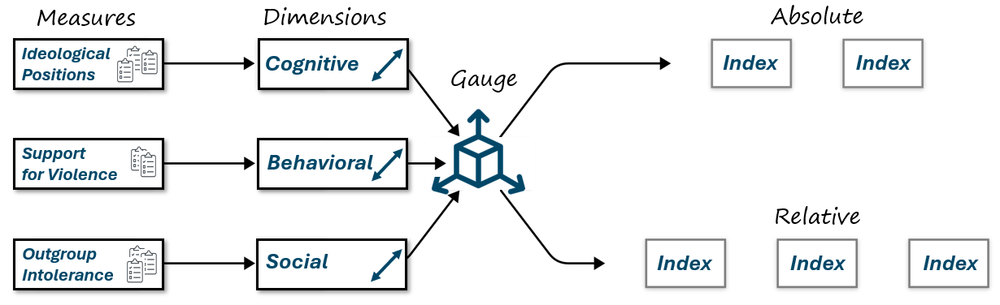 Measures
Dimensions
Absolute
Ideological
Positions
Cognitive
Index
Index
Gauge
Support
for Violence
Behavioral
Relative
Outgroup
Intolerance
Social
Index
Index
Index